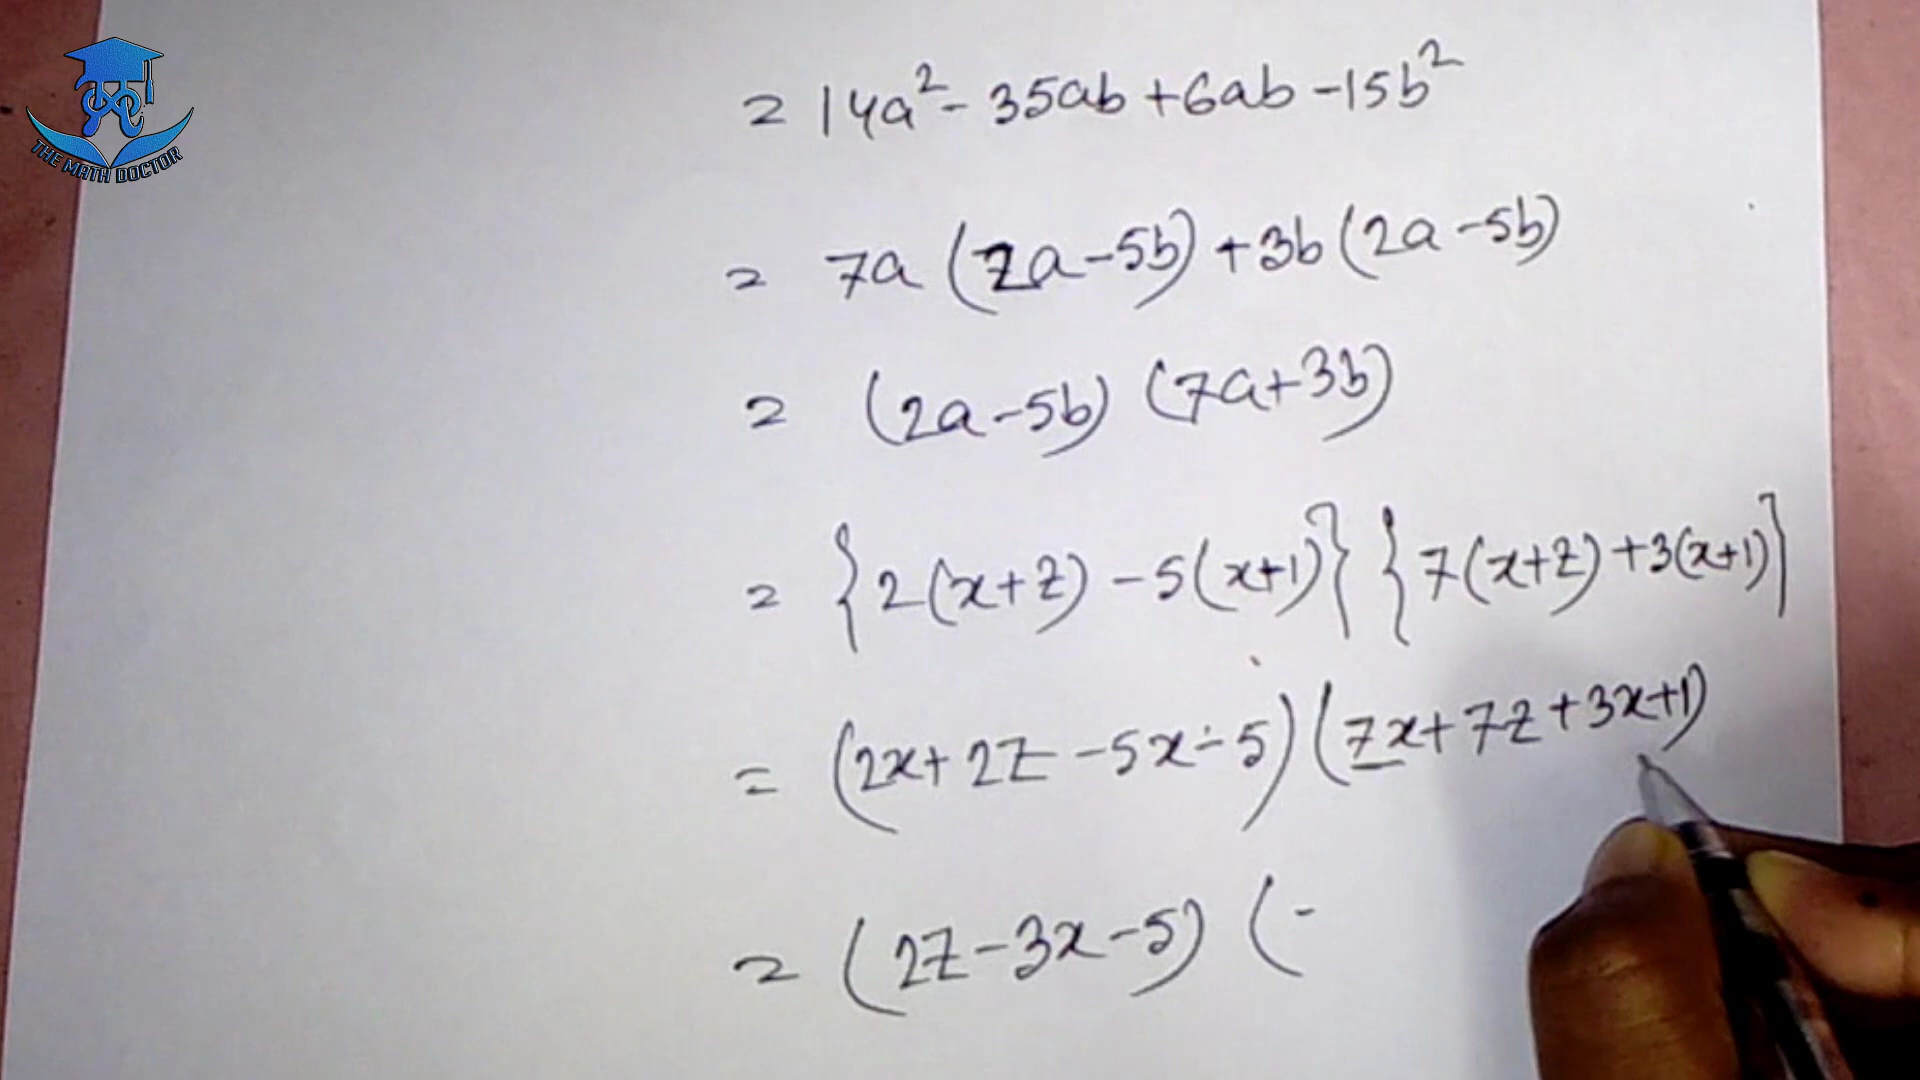 THE MATH DOCTOR
= 14a² - 35ab + 6ab - 15b²
= 7a (2a - 5b) + 3b (2a - 5b)
= (2a - 5b) (7a + 3b)
= {2(x+z) - 5(x+1)} {7(x+z) + 3(x+1)}
= (2x + 2z - 5x - 5) (7x + 7z + 3x + 1)
= (2z - 3x - 5) (-